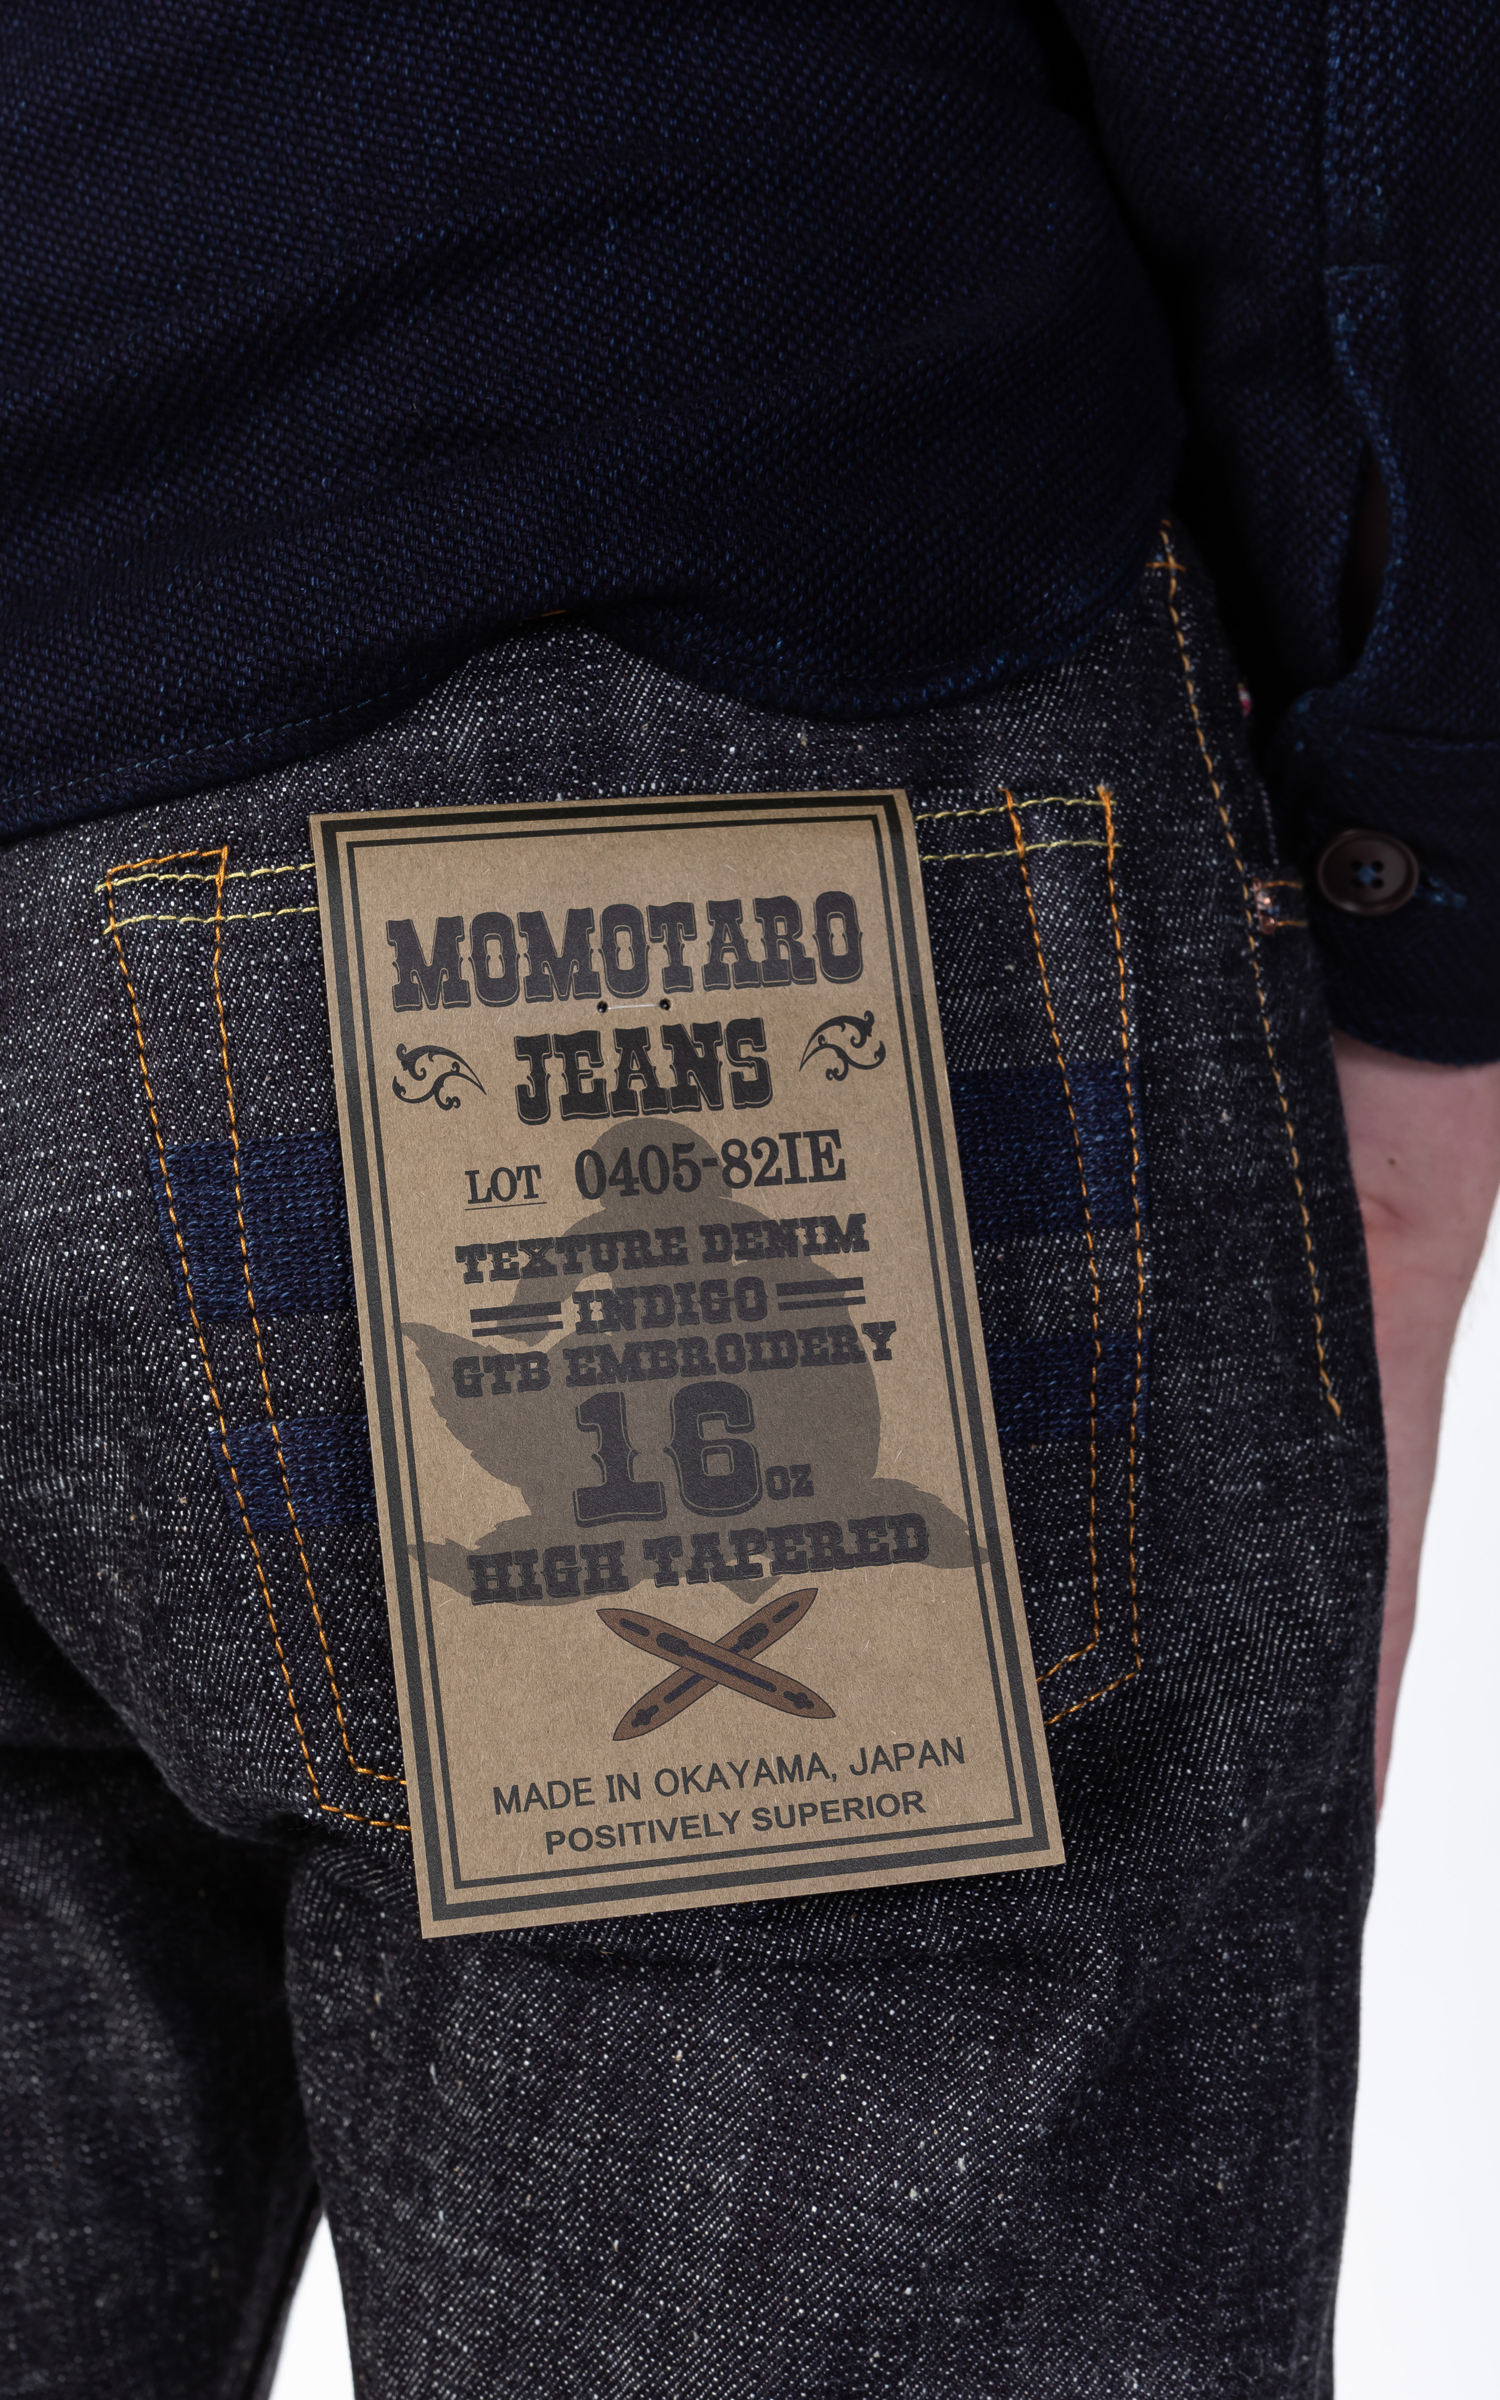 MOMOTARO
JEANS
LOT 0405-82IE
TEXTURE DENIM
INDIGO
GTB EMBROIDERY
16oz
HIGH TAPERED
MADE IN OKAYAMA, JAPAN
POSITIVELY SUPERIOR